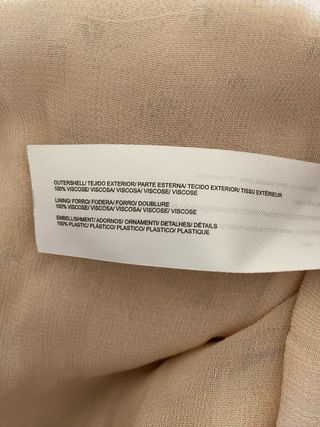 OUTERSHELL/ TEJIDO EXTERIOR/ PARTE ESTERNA/ TECIDO EXTERIOR/ TISSU EXTÉRIEUR
100% VISCOSE/ VISCOSA/ VISCOSA/ VISCOSE/ VISCOSE
LINING/ FORRO/ FODERA/ FORRO/ DOUBLURE
100% VISCOSE/ VISCOSA/ VISCOSA/ VISCOSE/ VISCOSE
EMBELLISHMENT/ ADORNOS/ ORNAMENTI/ DETALHES/ DÉTAILS
100% PLASTIC/ PLÁSTICO/ PLASTICO/ PLÁSTICO/ PLASTIQUE